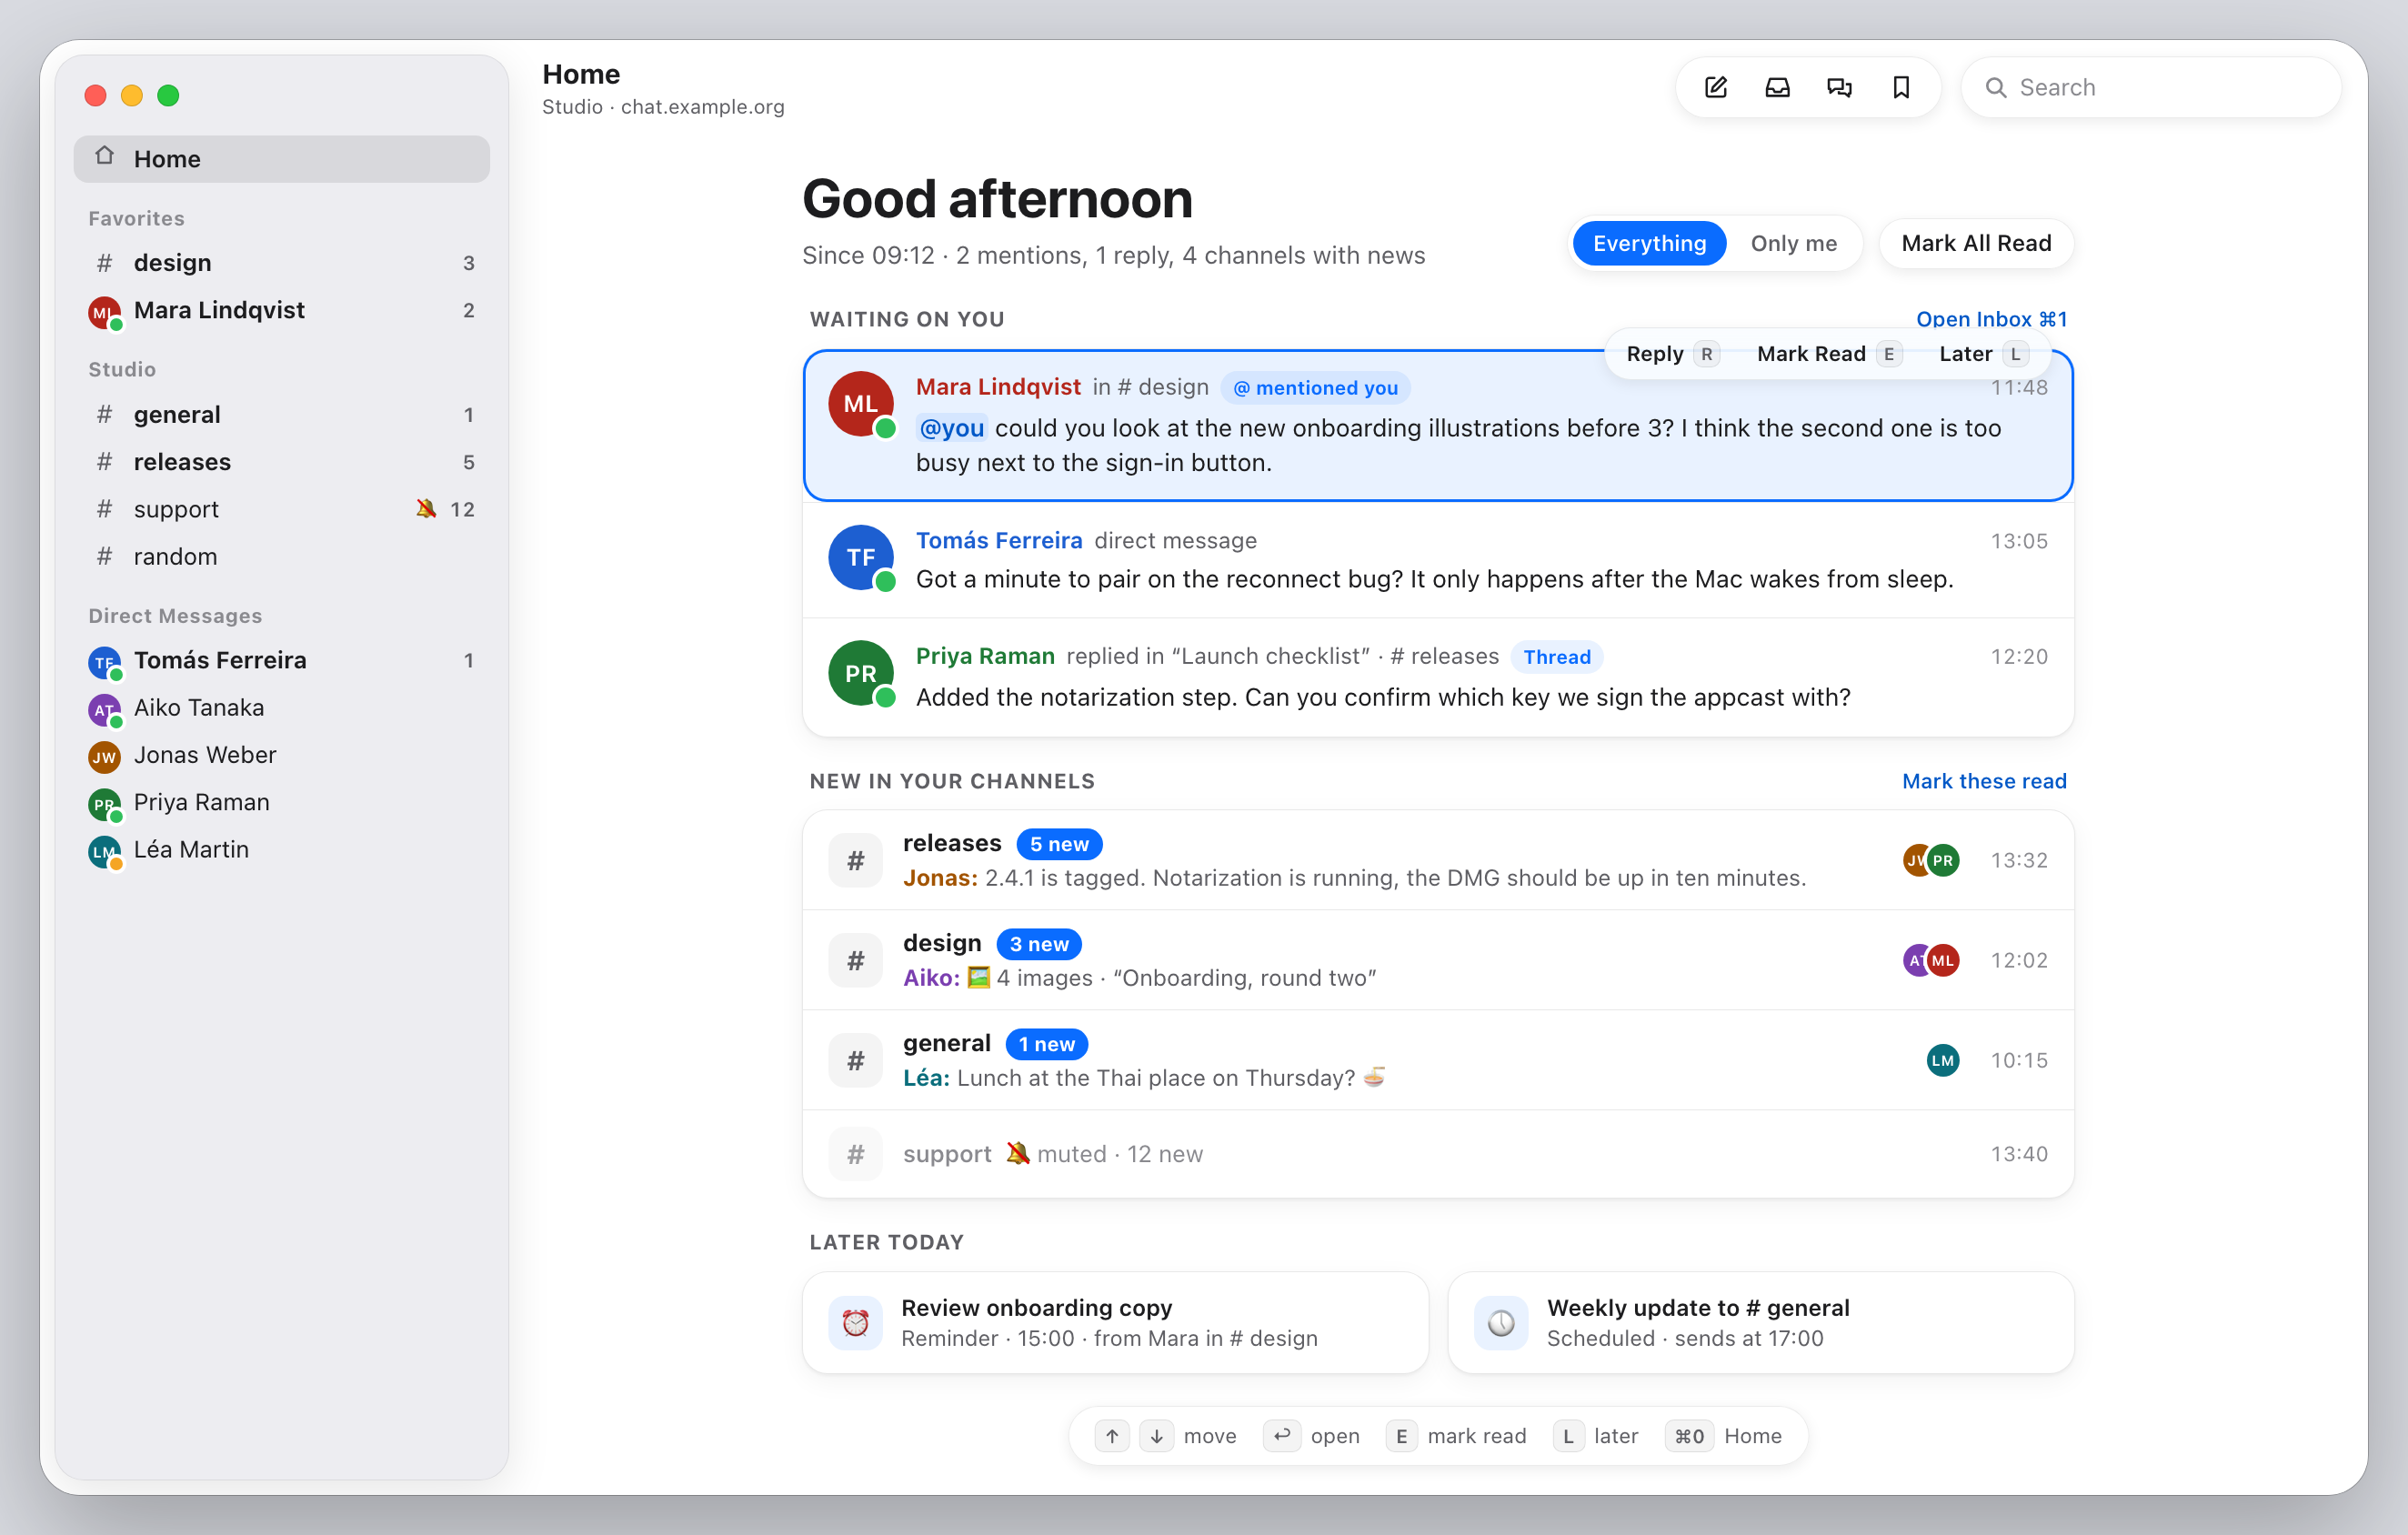 Home
Favorites
# design 3
ML Mara Lindqvist 2
Studio
# general 1
# releases 5
# support 12
# random
Direct Messages
TF Tomás Ferreira 1
AT Aiko Tanaka
JW Jonas Weber
PR Priya Raman
LM Léa Martin
Home
Studio · chat.example.org
Search
Good afternoon
Since 09:12 · 2 mentions, 1 reply, 4 channels with news
Everything Only me Mark All Read
WAITING ON YOU Open Inbox ⌘1
Reply R Mark Read E Later L
ML Mara Lindqvist in # design @ mentioned you 11:48
@you could you look at the new onboarding illustrations before 3? I think the second one is too
busy next to the sign-in button.
TF Tomás Ferreira direct message 13:05
Got a minute to pair on the reconnect bug? It only happens after the Mac wakes from sleep.
PR Priya Raman replied in “Launch checklist” · # releases Thread 12:20
Added the notarization step. Can you confirm which key we sign the appcast with?
NEW IN YOUR CHANNELS Mark these read
# releases 5 new JW PR 13:32
Jonas: 2.4.1 is tagged. Notarization is running, the DMG should be up in ten minutes.
# design 3 new AT ML 12:02
Aiko: 🖼️ 4 images · “Onboarding, round two”
# general 1 new LM 10:15
Léa: Lunch at the Thai place on Thursday? 🍜
# support 🔕 muted · 12 new 13:40
LATER TODAY
Review onboarding copy
Reminder · 15:00 · from Mara in # design
Weekly update to # general
Scheduled · sends at 17:00
↑ ↓ move ↩ open E mark read L later ⌘0 Home